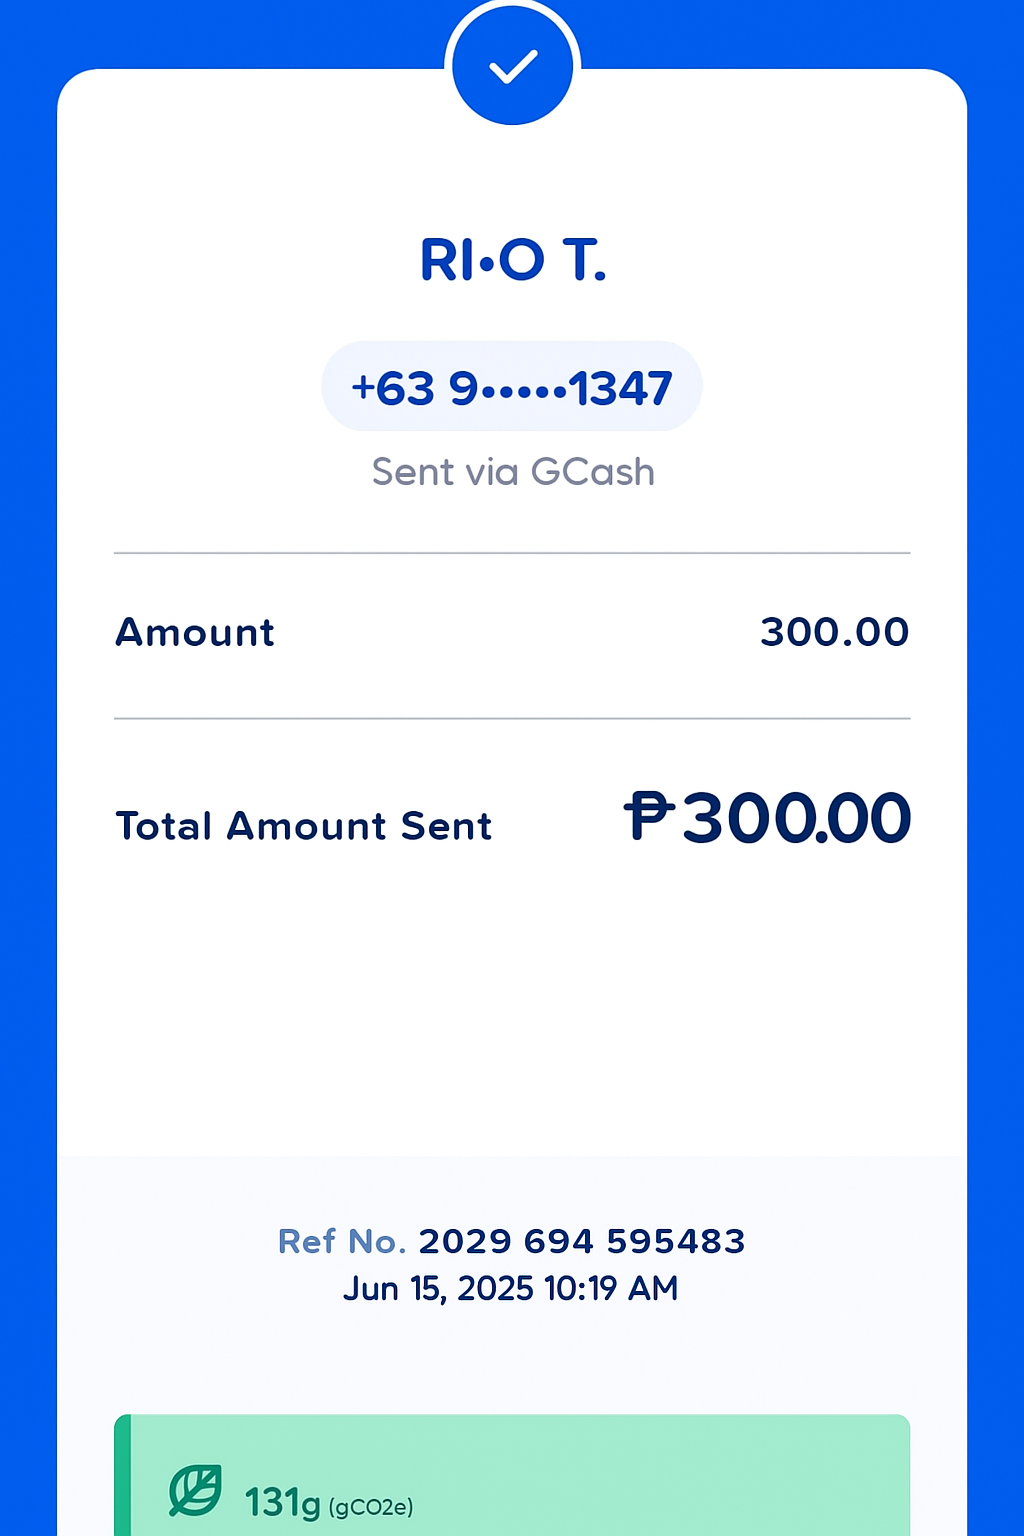 RI•O T.
+63 9•••••1347
Sent via GCash
Amount 300.00
Total Amount Sent ₱300.00
Ref No. 2029 694 595483
Jun 15, 2025 10:19 AM
131g (gCO2e)